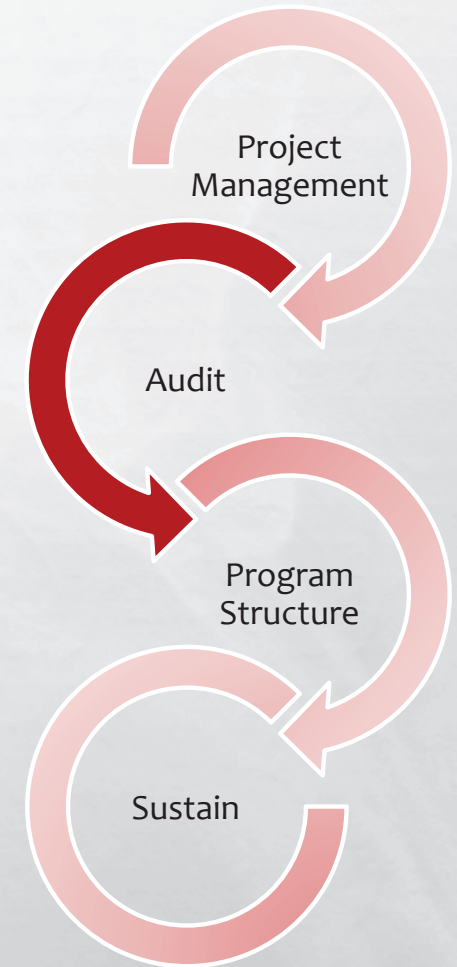 Project
Management
Audit
Program
Structure
Sustain